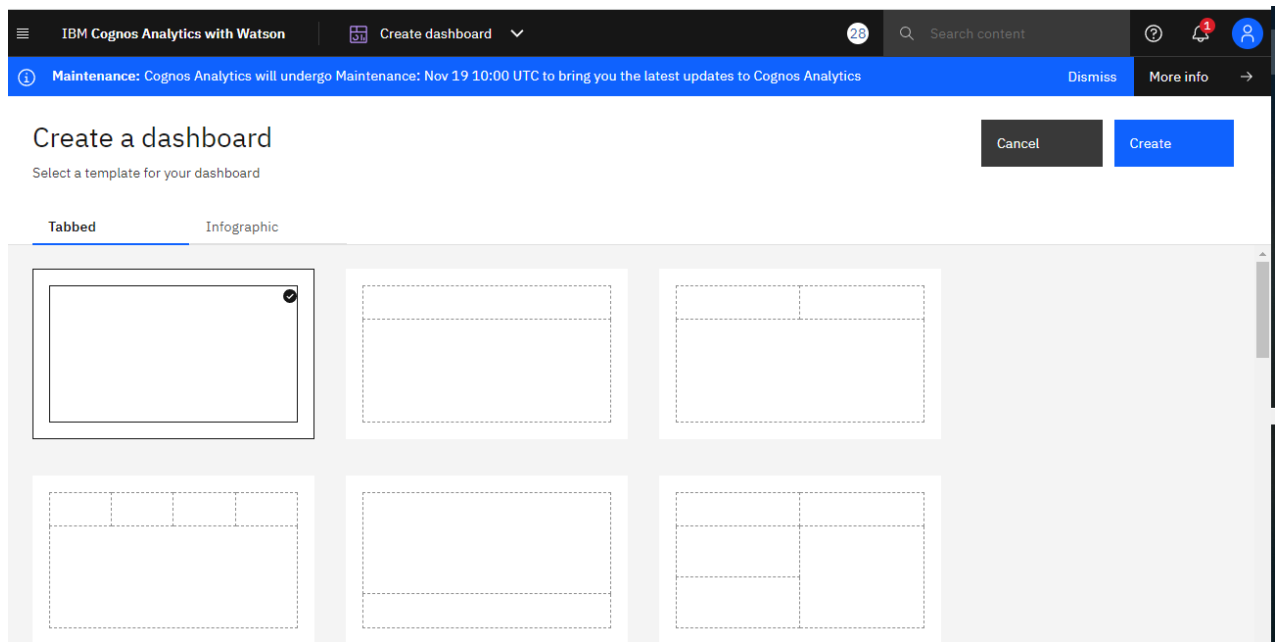 IBM Cognos Analytics with Watson
Create dashboard
28
Search content
1
Maintenance: Cognos Analytics will undergo Maintenance: Nov 19 10:00 UTC to bring you the latest updates to Cognos Analytics
Dismiss
More info
Create a dashboard
Cancel
Create
Select a template for your dashboard
Tabbed
Infographic